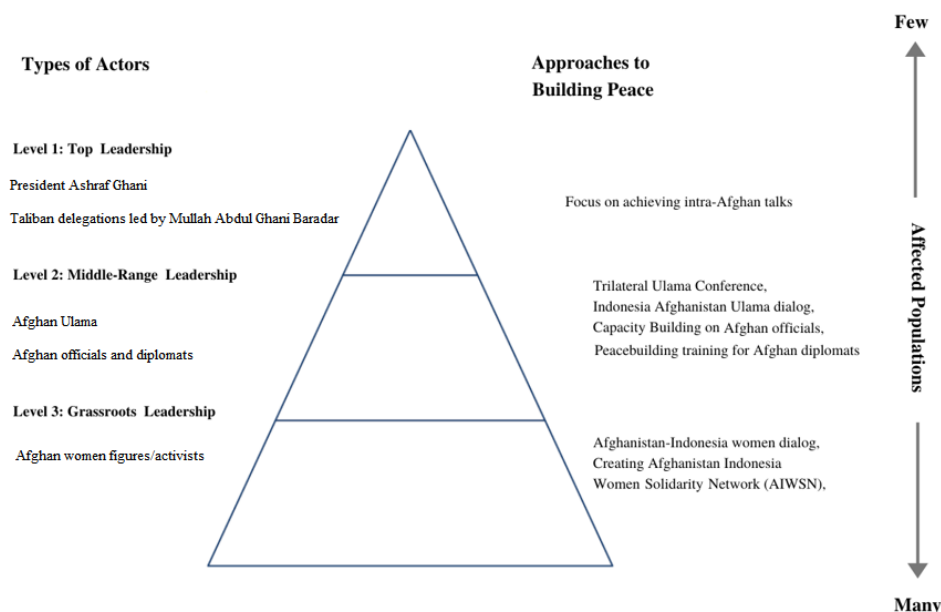 Few
Types of Actors
Approaches to
Building Peace
Level 1: Top Leadership
President Ashraf Ghani
Taliban delegations led by Mullah Abdul Ghani Baradar
Focus on achieving intra-Afghan talks
Level 2: Middle-Range Leadership
Afghan Ulama
Afghan officials and diplomats
Trilateral Ulama Conference,
Indonesia Afghanistan Ulama dialog,
Capacity Building on Afghan officials,
Peacebuilding training for Afghan diplomats
Level 3: Grassroots Leadership
Afghan women figures/activists
Afghanistan-Indonesia women dialog,
Creating Afghanistan Indonesia
Women Solidarity Network (AIWSN),
Affected Populations
Many